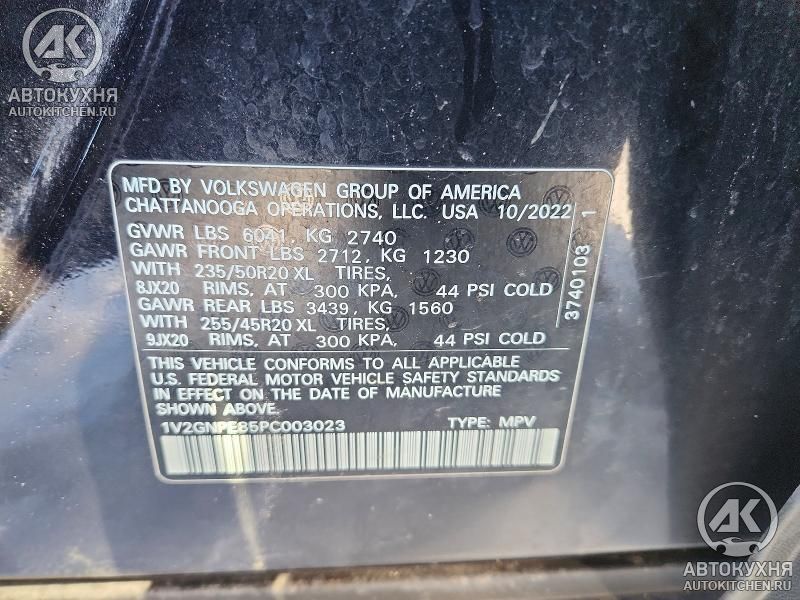 АК
АВТОКУХНЯ
AUTOKITCHEN.RU
MFD BY VOLKSWAGEN GROUP OF AMERICA
CHATTANOOGA OPERATIONS, LLC. USA 10/2022
GVWR LBS 6041, KG 2740
GAWR FRONT LBS 2712, KG 1230
WITH 235/50R20 XL TIRES,
8JX20 RIMS, AT 300 KPA, 44 PSI COLD
GAWR REAR LBS 3439, KG 1560
WITH 255/45R20 XL TIRES,
9JX20 RIMS, AT 300 KPA, 44 PSI COLD
THIS VEHICLE CONFORMS TO ALL APPLICABLE
U.S. FEDERAL MOTOR VEHICLE SAFETY STANDARDS
IN EFFECT ON THE DATE OF MANUFACTURE
SHOWN ABOVE
1V2GNPE85PC003023 TYPE: MPV
3740103 1
АК
АВТОКУХНЯ
AUTOKITCHEN.RU